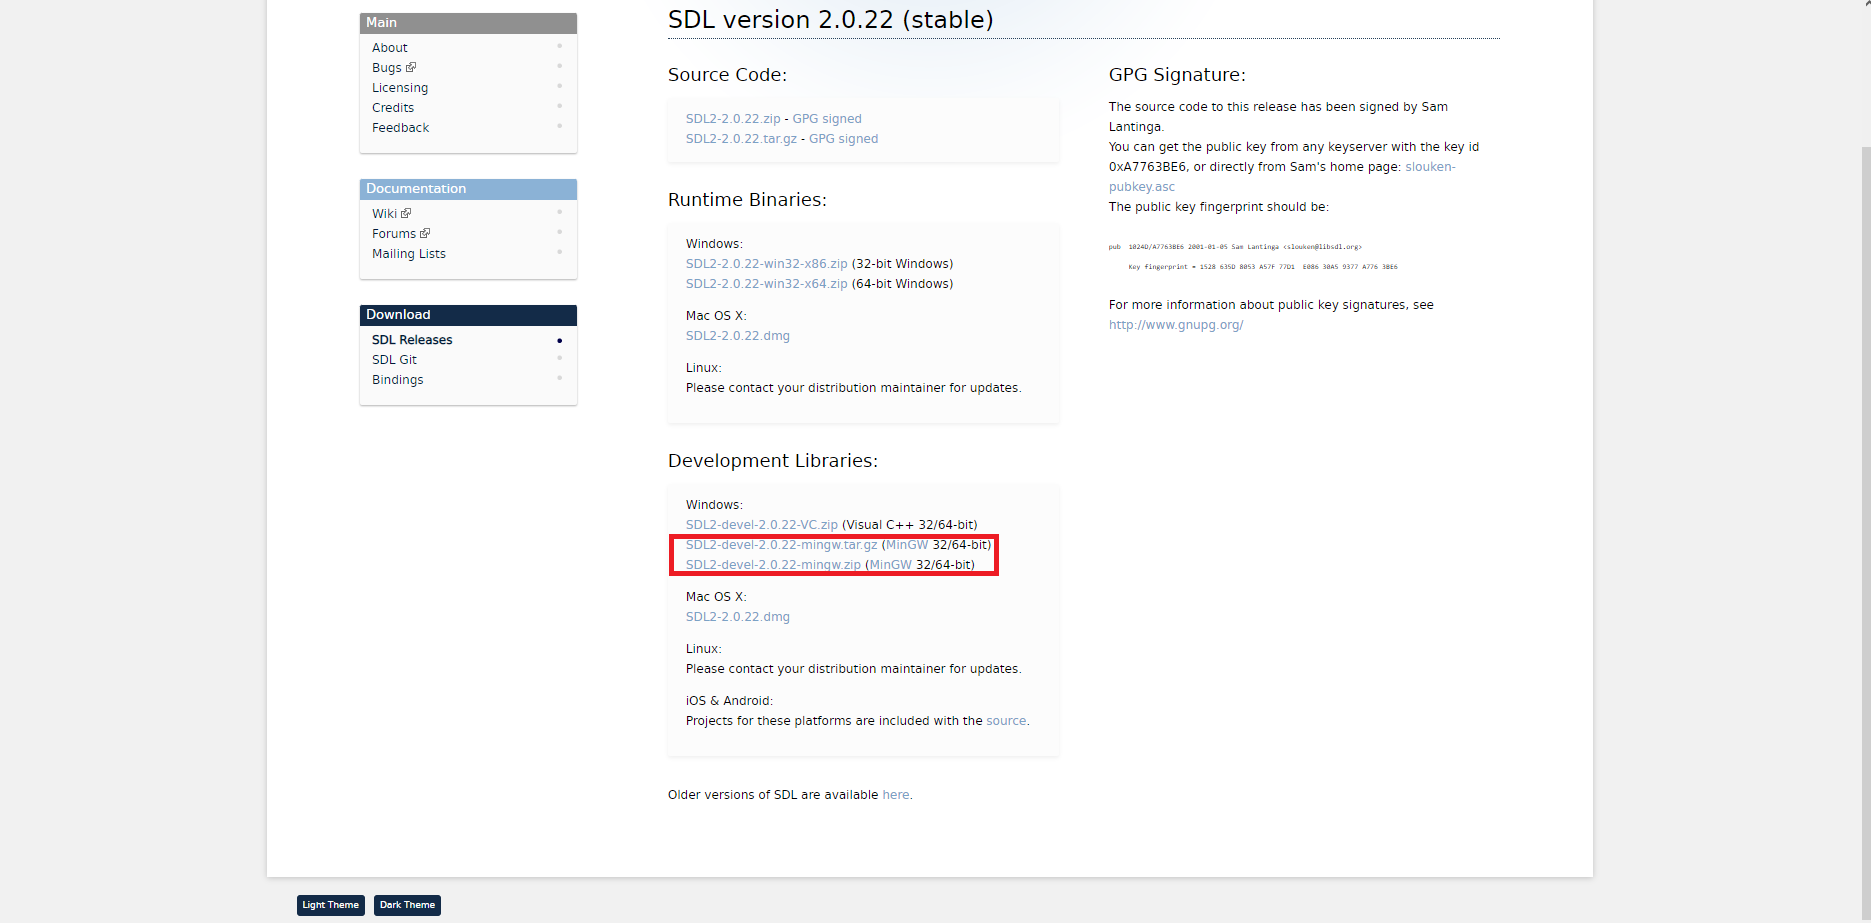 Main
About
Bugs
Licensing
Credits
Feedback
Documentation
Wiki
Forums
Mailing Lists
Download
SDL Releases
SDL Git
Bindings
SDL version 2.0.22 (stable)
Source Code:
SDL2-2.0.22.zip - GPG signed
SDL2-2.0.22.tar.gz - GPG signed
Runtime Binaries:
Windows:
SDL2-2.0.22-win32-x86.zip (32-bit Windows)
SDL2-2.0.22-win32-x64.zip (64-bit Windows)
Mac OS X:
SDL2-2.0.22.dmg
Linux:
Please contact your distribution maintainer for updates.
Development Libraries:
Windows:
SDL2-devel-2.0.22-VC.zip (Visual C++ 32/64-bit)
SDL2-devel-2.0.22-mingw.tar.gz (MinGW 32/64-bit)
SDL2-devel-2.0.22-mingw.zip (MinGW 32/64-bit)
Mac OS X:
SDL2-2.0.22.dmg
Linux:
Please contact your distribution maintainer for updates.
iOS & Android:
Projects for these platforms are included with the source.
Older versions of SDL are available here.
GPG Signature:
The source code to this release has been signed by Sam
Lantinga.
You can get the public key from any keyserver with the key id
0xA7763BE6, or directly from Sam's home page: slouken-
pubkey.asc
The public key fingerprint should be:
pub 1024D/A7763BE6 2001-01-05 Sam Lantinga <slouken@libsdl.org>
Key fingerprint = 1528 635D 8053 A57F 77D1 E086 30A5 9377 A776 3BE6
For more information about public key signatures, see
http://www.gnupg.org/
Light Theme
Dark Theme